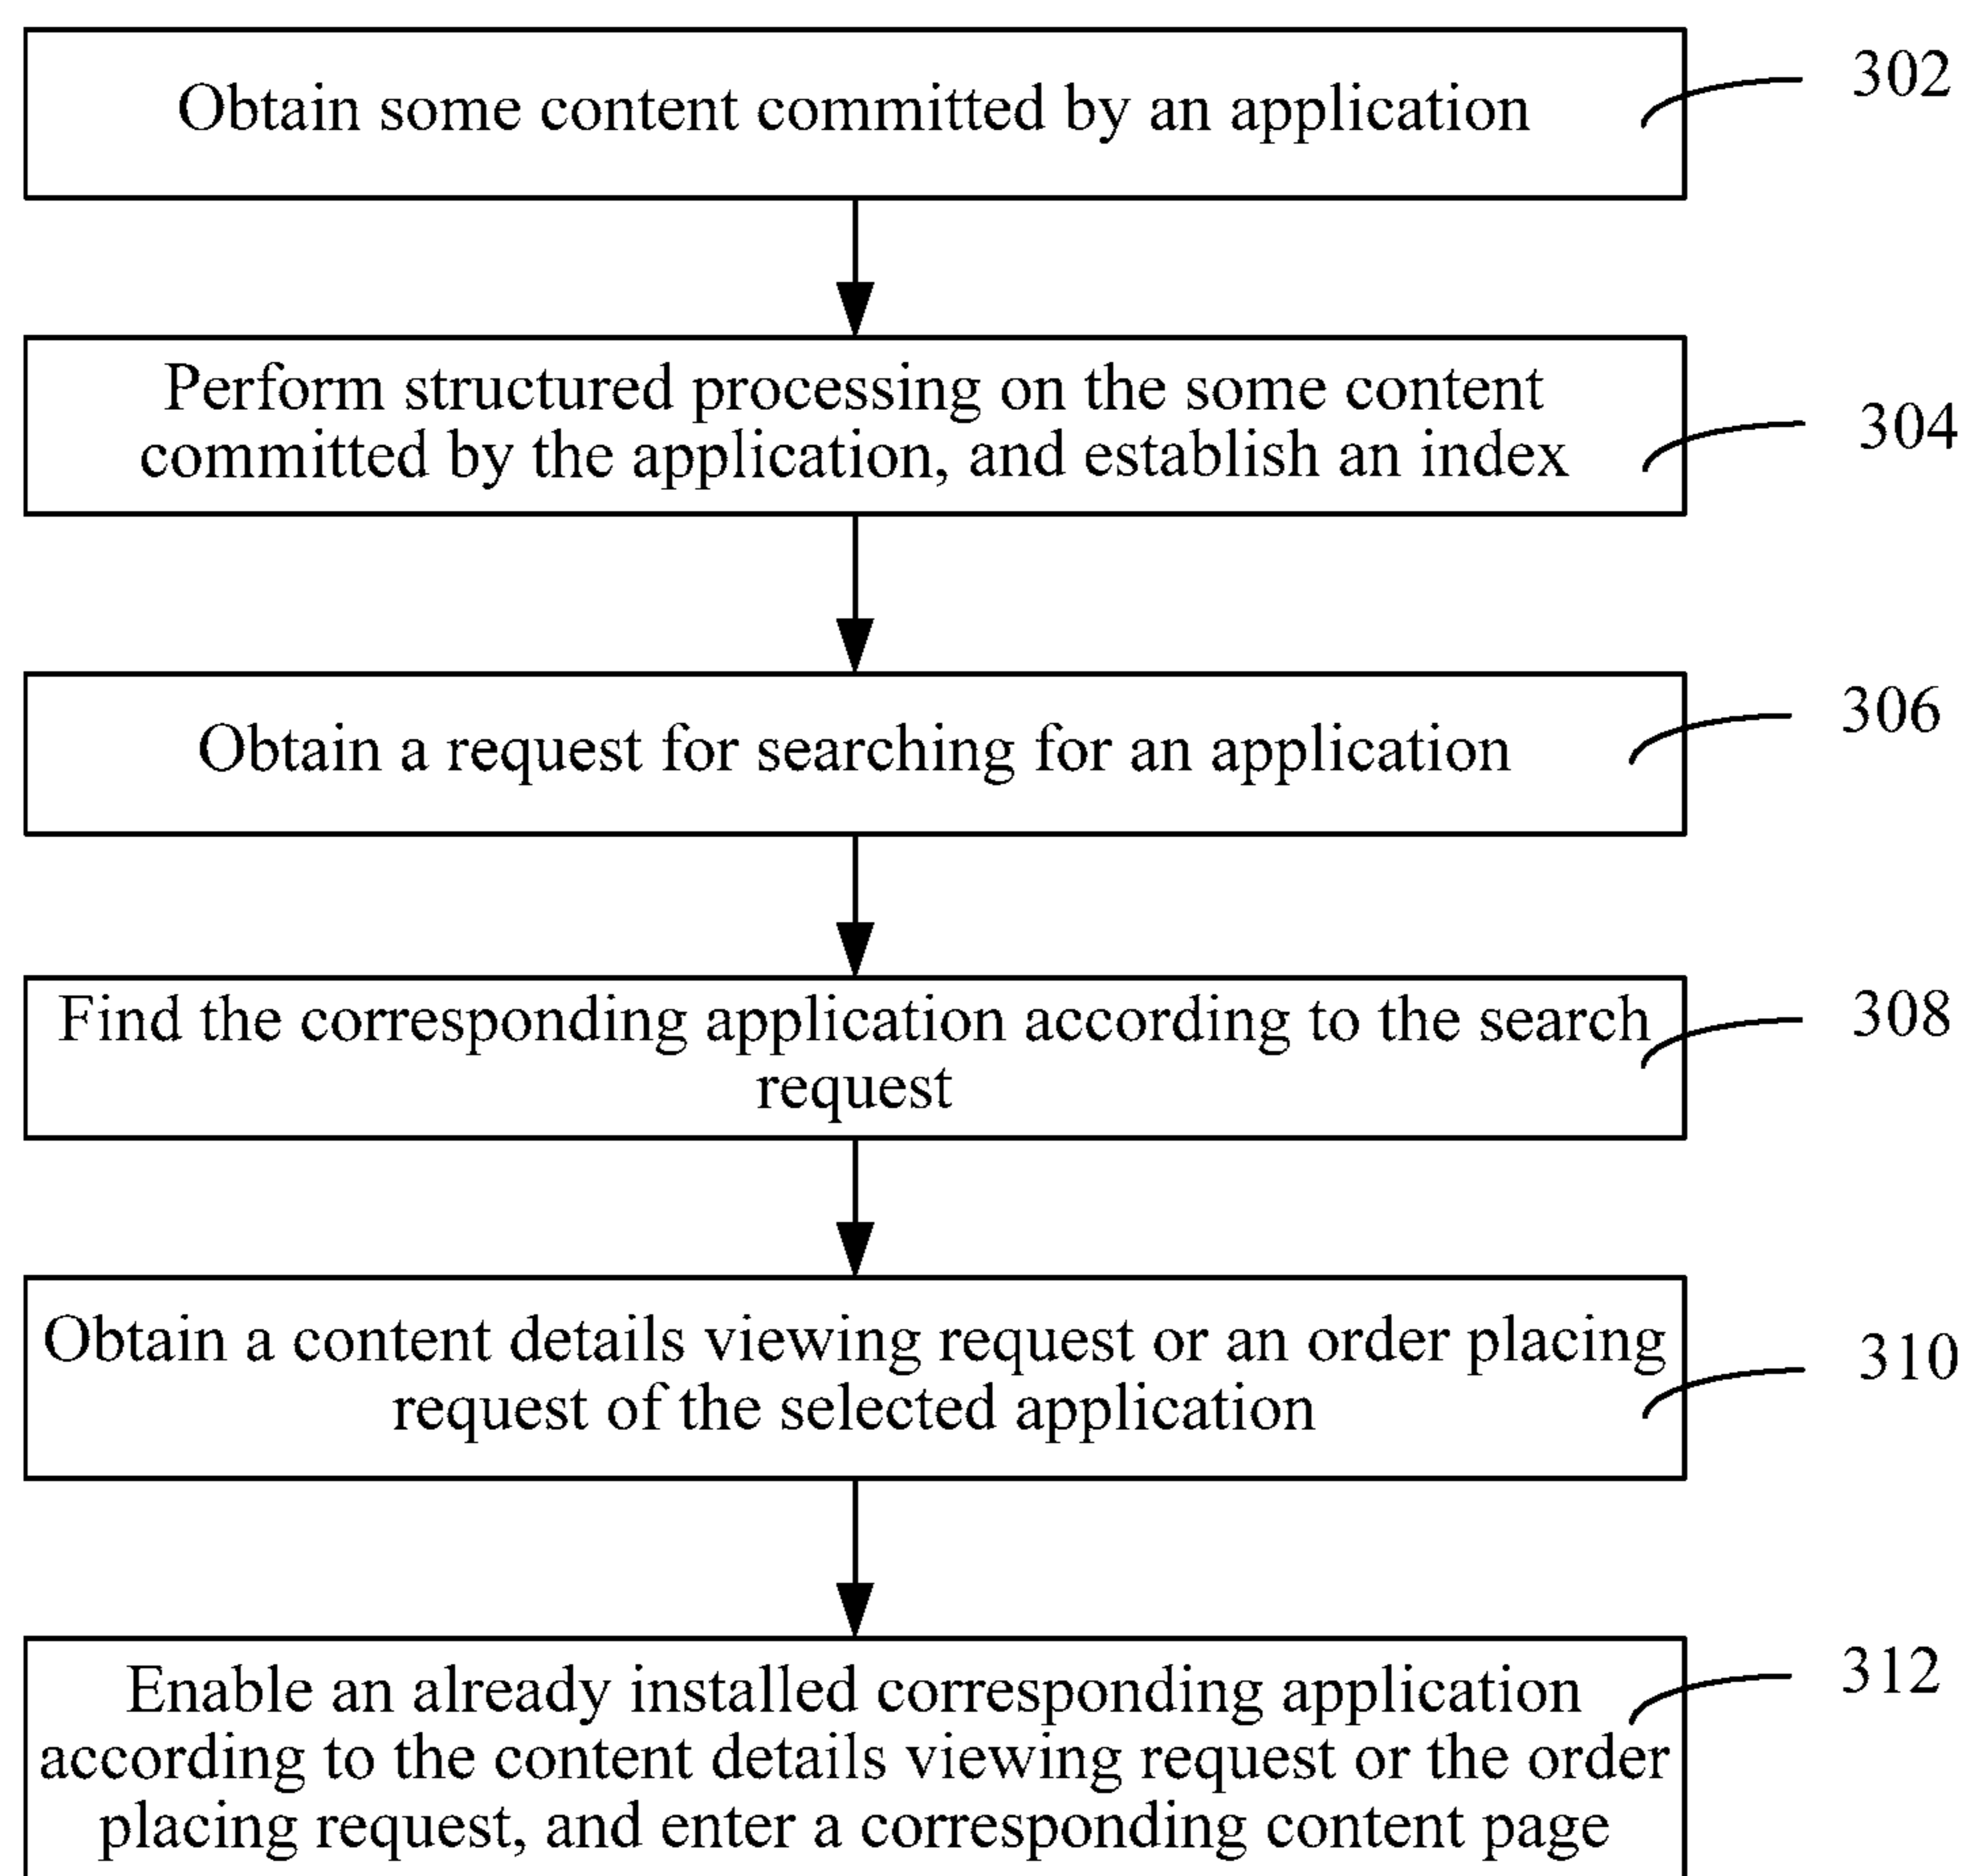 Obtain some content committed by an application
302
Perform structured processing on the some content
committed by the application, and establish an index
304
Obtain a request for searching for an application
306
Find the corresponding application according to the search
request
308
Obtain a content details viewing request or an order placing
request of the selected application
310
Enable an already installed corresponding application
according to the content details viewing request or the order
placing request, and enter a corresponding content page
312